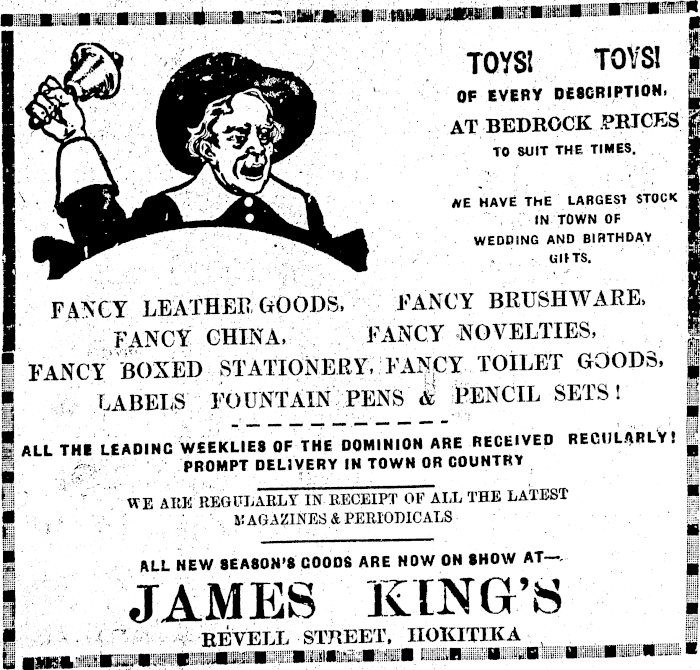 TOYS! TOYS!
OF EVERY DESCRIPTION,
AT BEDROCK PRICES
TO SUIT THE TIMES.
WE HAVE THE LARGEST STOCK
IN TOWN OF
WEDDING AND BIRTHDAY
GIFTS.
FANCY LEATHER GOODS, FANCY BRUSHWARE,
FANCY CHINA, FANCY NOVELTIES,
FANCY BOXED STATIONERY, FANCY TOILET GOODS,
LABELS FOUNTAIN PENS & PENCIL SETS!
ALL THE LEADING WEEKLIES OF THE DOMINION ARE RECEIVED REGULARLY!
PROMPT DELIVERY IN TOWN OR COUNTRY
WE ARE REGULARLY IN RECEIPT OF ALL THE LATEST
MAGAZINES & PERIODICALS
ALL NEW SEASON'S GOODS ARE NOW ON SHOW AT—
JAMES KING'S
REVELL STREET, HOKITIKA